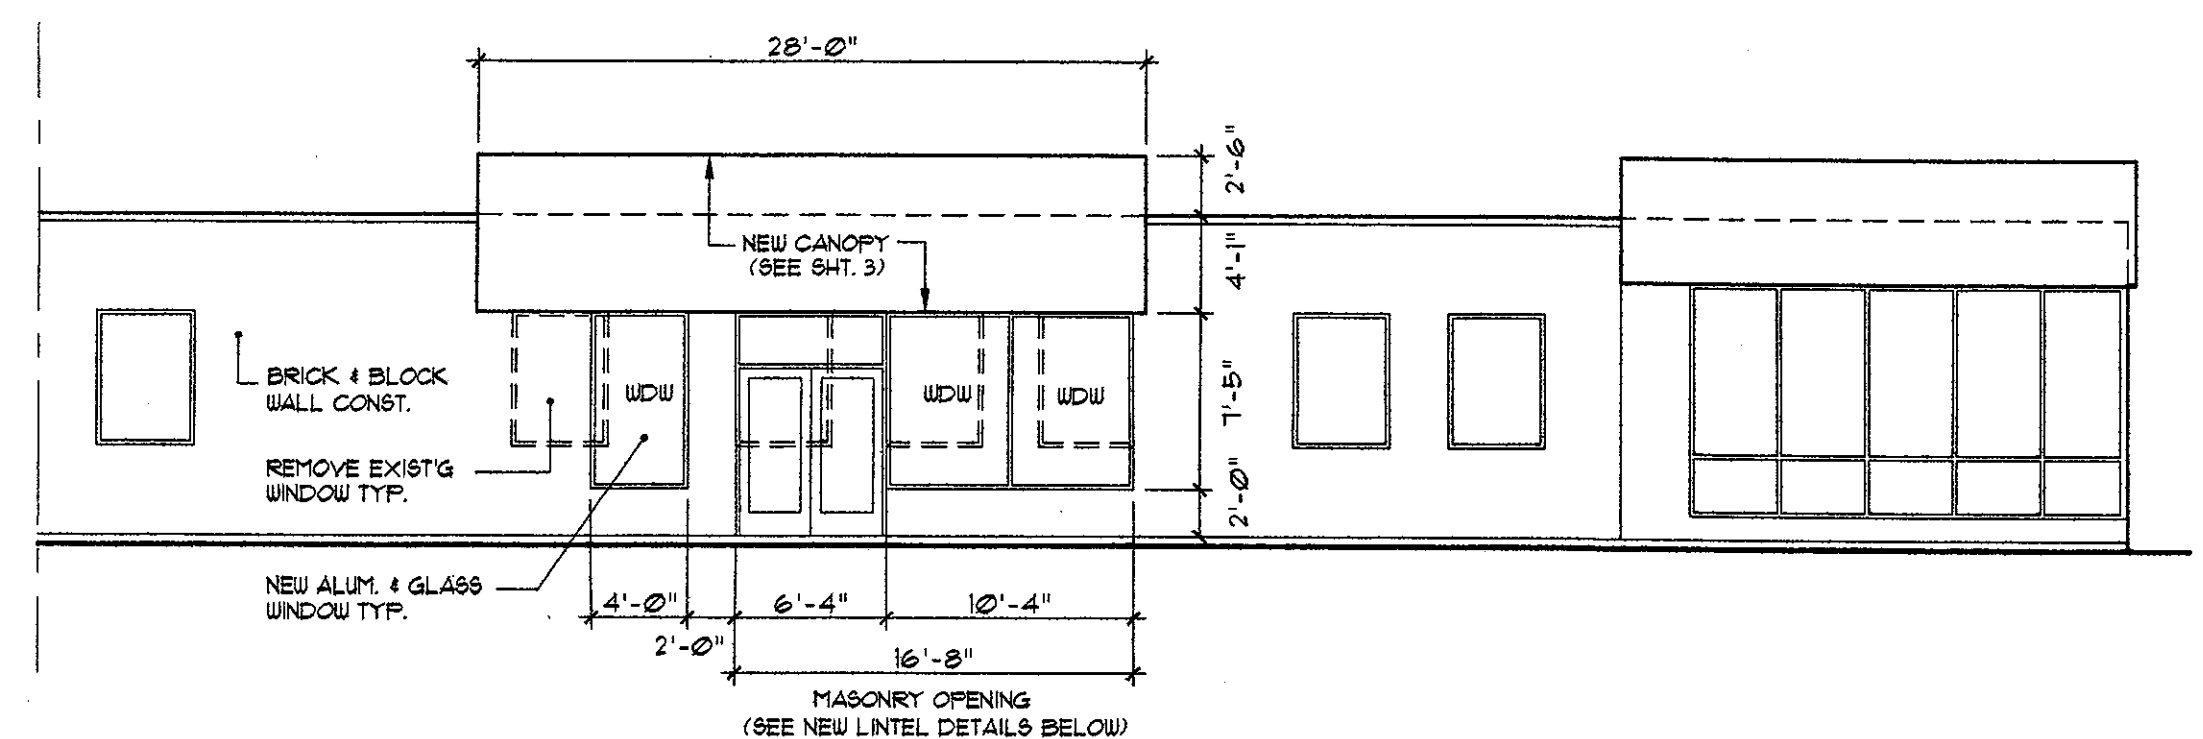 28'-0"
2'-6"
NEW CANOPY
(SEE SHT. 3)
4'-1"
BRICK & BLOCK
WALL CONST.
WDW
WDW
WDW
7'-5"
REMOVE EXIST'G
WINDOW TYP.
2'-0"
NEW ALUM. & GLASS
WINDOW TYP.
4'-0"
6'-4"
10'-4"
2'-0"
16'-8"
MASONRY OPENING
(SEE NEW LINTEL DETAILS BELOW)